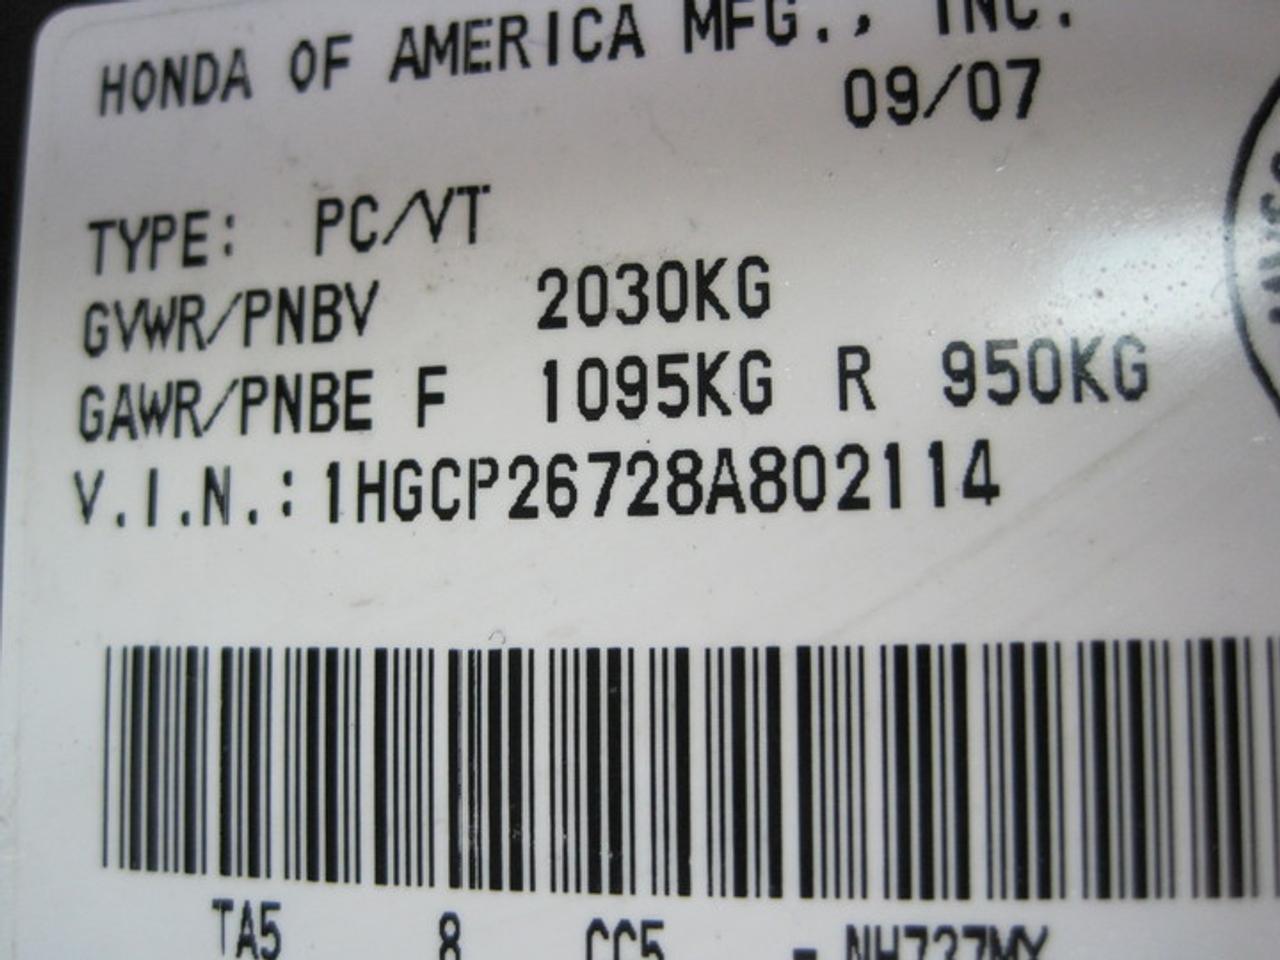 HONDA OF AMERICA MFG., INC.
09/07
TYPE: PC/VT
GVWR/PNBV 2030KG
GAWR/PNBE F 1095KG R 950KG
V.I.N.:1HGCP26728A802114
TA5 8 CC5 - NH737MY